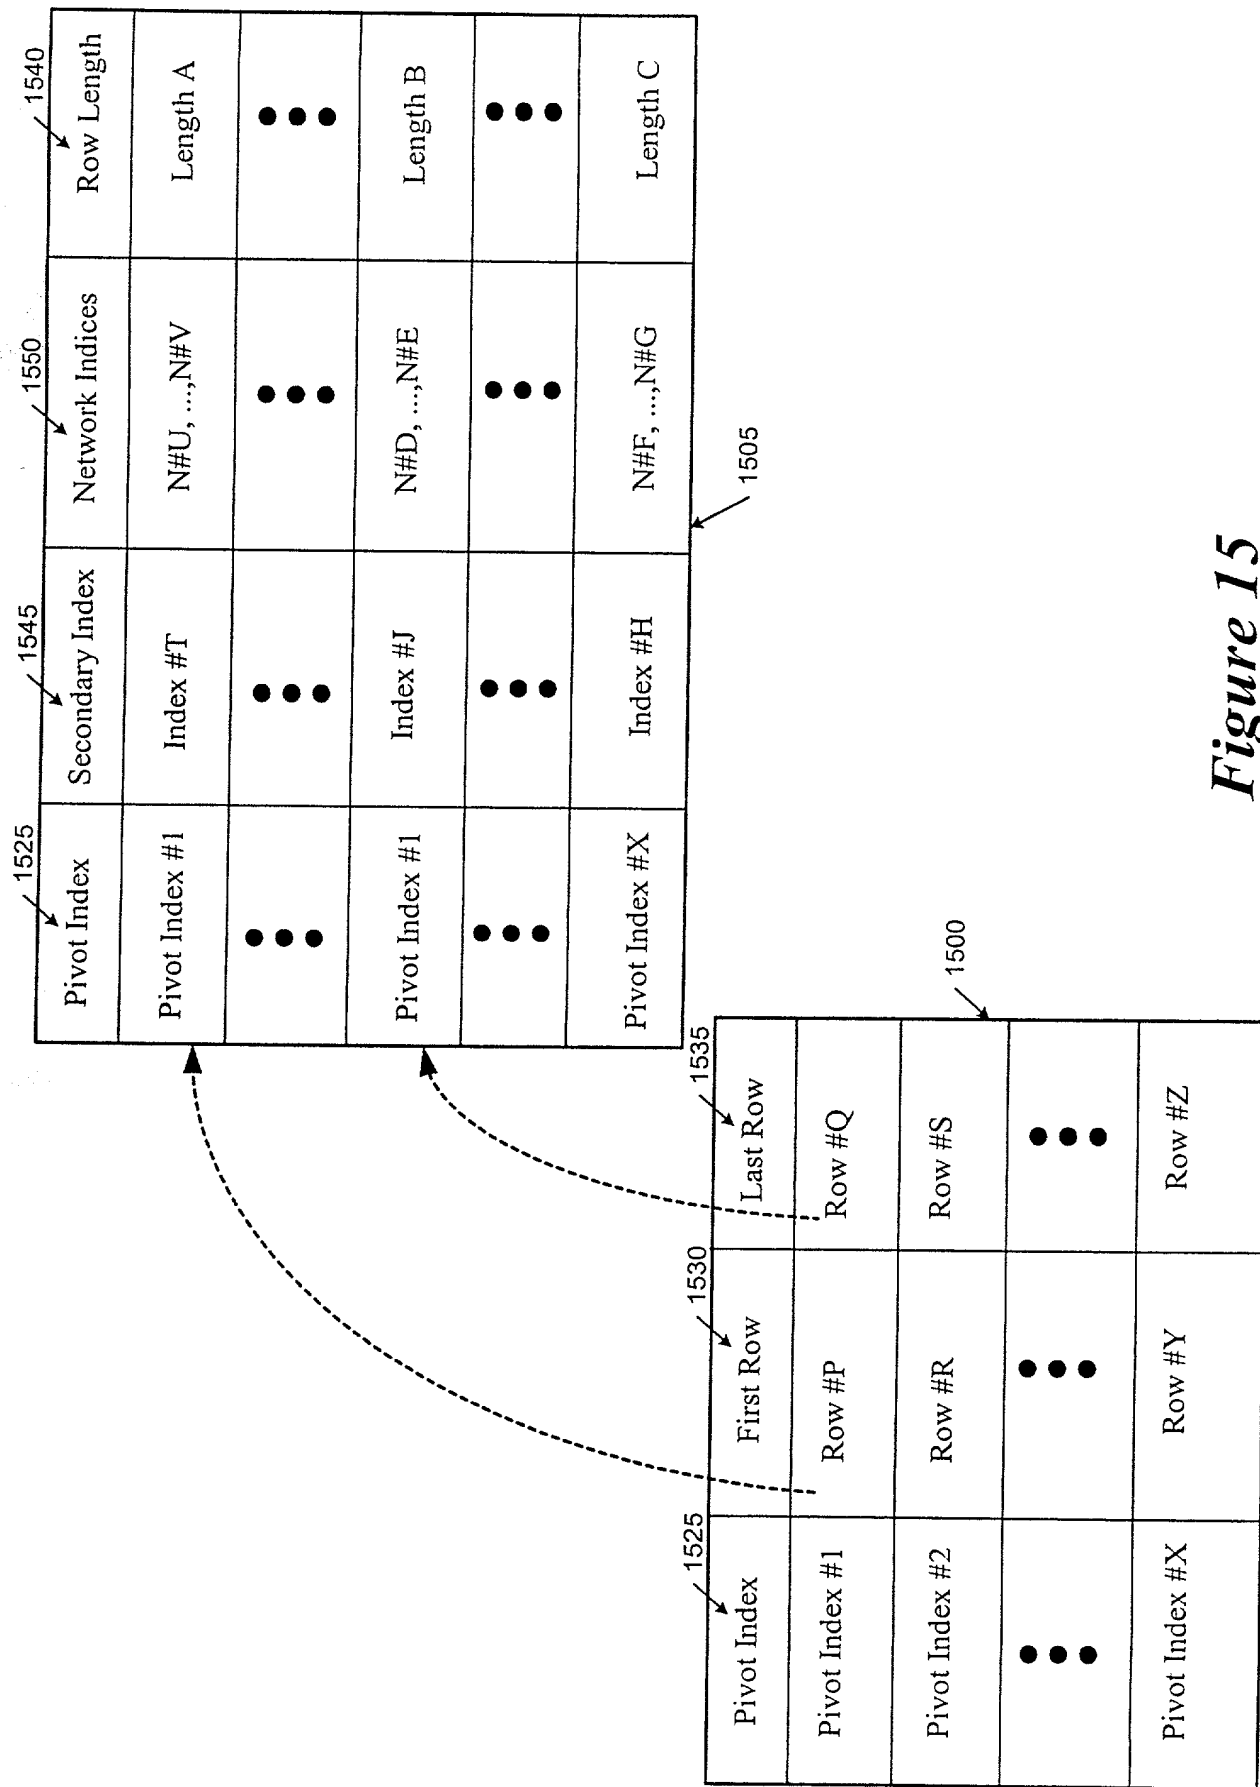 1525
1545
1550
1540
Pivot Index Secondary Index Network Indices Row Length
Pivot Index #1 Index #T N#U, ...,N#V Length A
Pivot Index #1 Index #J N#D, ...,N#E Length B
Pivot Index #X Index #H N#F, ...,N#G Length C
1505
1525
1530
1535
Pivot Index First Row Last Row
Pivot Index #1 Row #P Row #Q
Pivot Index #2 Row #R Row #S
Pivot Index #X Row #Y Row #Z
1500
Figure 15